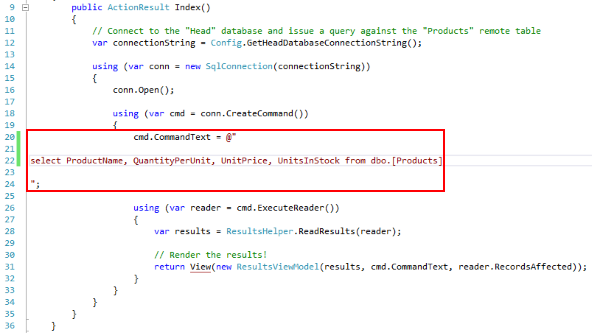 9 public ActionResult Index()
10 {
11 // Connect to the "Head" database and issue a query against the "Products" remote table
12 var connectionString = Config.GetHeadDatabaseConnectionString();
13
14 using (var conn = new SqlConnection(connectionString))
15 {
16 conn.Open();
17
18 using (var cmd = conn.CreateCommand())
19 {
20 cmd.CommandText = @"
21
22 select ProductName, QuantityPerUnit, UnitPrice, UnitsInStock from dbo.[Products]
23
24 ";
25
26 using (var reader = cmd.ExecuteReader())
27 {
28 var results = ResultsHelper.ReadResults(reader);
29
30 // Render the results!
31 return View(new ResultsViewModel(results, cmd.CommandText, reader.RecordsAffected));
32 }
33 }
34 }
35 }
36 }